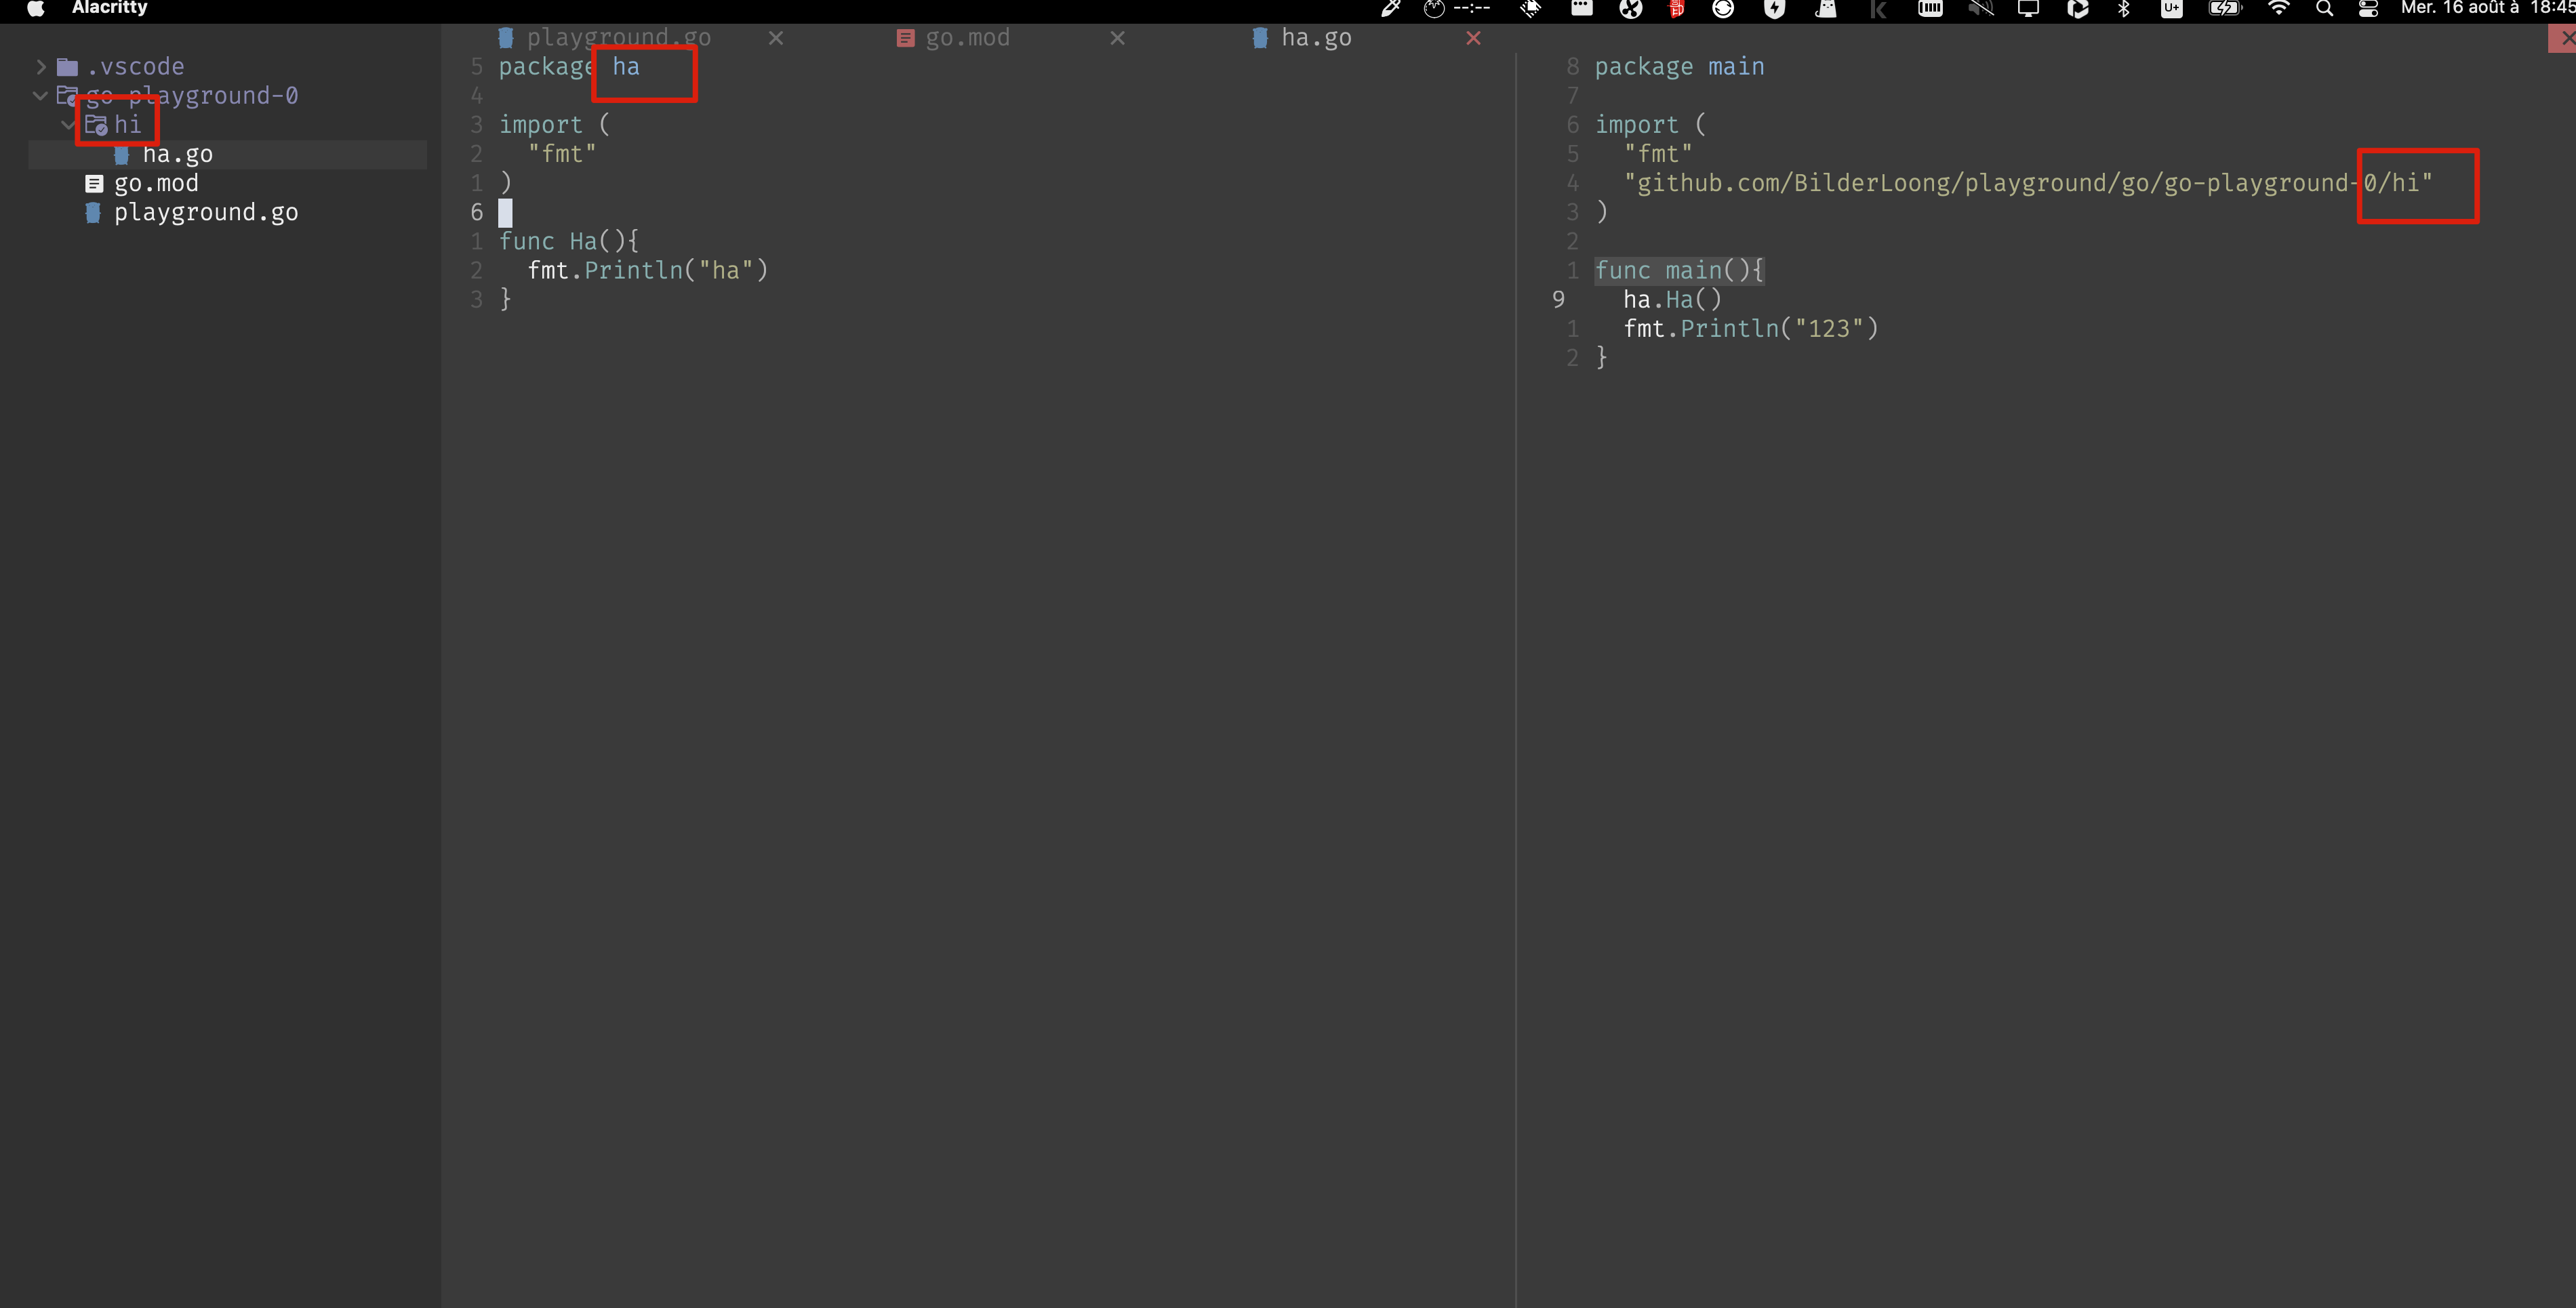 Alacritty
--:--
U+
Mer. 16 août à 18:45
.vscode
go-playground-0
hi
ha.go
go.mod
playground.go
playground.go
go.mod
ha.go
5 package ha
4
3 import (
2 "fmt"
1 )
6
1 func Ha(){
2 fmt.Println("ha")
3 }
8 package main
7
6 import (
5 "fmt"
4 "github.com/BilderLoong/playground/go/go-playground-0/hi"
3 )
2
1 func main(){
9 ha.Ha()
1 fmt.Println("123")
2 }